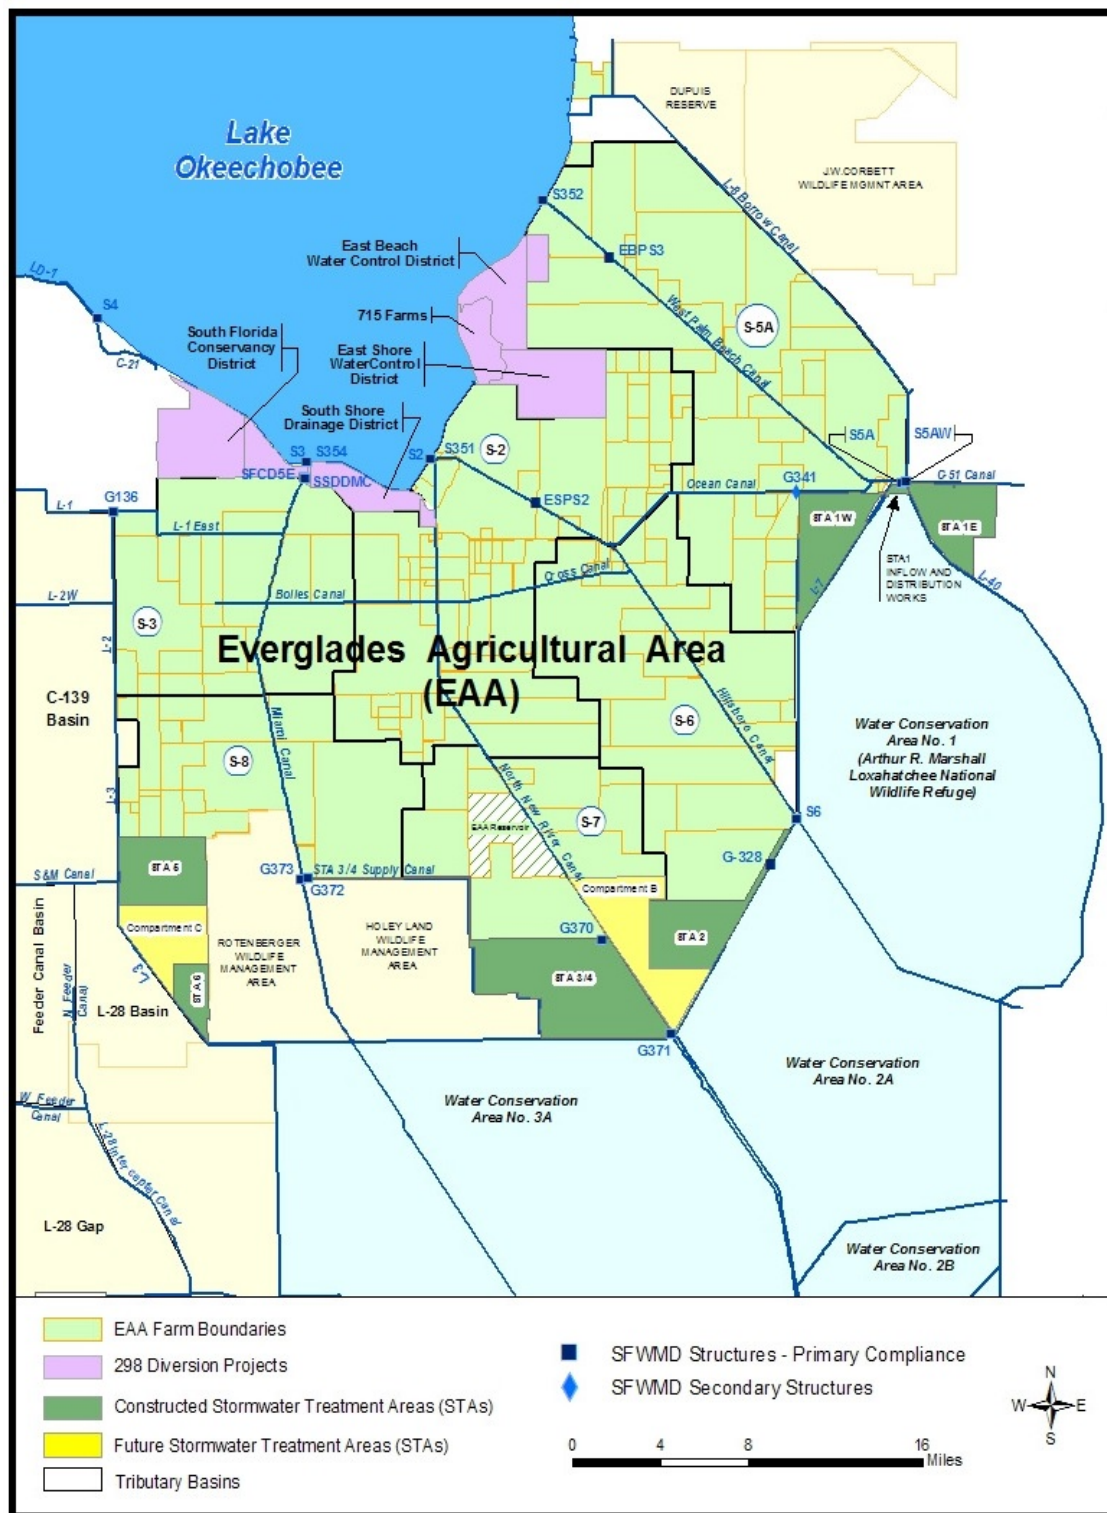 DUPUIS
RESERVE
Lake
Okeechobee
J.W.CORBETT
WILDLIFE MGMNT AREA
L-8 Borrow Canal
S352
East Beach
Water Control District
EBPS3
LD-1
S4
715 Farms
West Palm Beach Canal
S-5A
South Florida
Conservancy
District
C-21
East Shore
WaterControl
District
South Shore
Drainage District
S5A
S5AW
S3
S354
S2
S351
S-2
SFCD5E
SSDDMC
G341
Ocean Canal
C-51 Canal
L-1
G136
ESPS2
L-1 East
STA 1W
STA 1E
STA1
INFLOW AND
DISTRIBUTION
WORKS
L-7
L-40
Cross Canal
Bolles Canal
L-2W
S-3
L-2
Everglades Agricultural Area
(EAA)
C-139
Basin
Miami Canal
Hillsboro Canal
S-6
Water Conservation
Area No. 1
(Arthur R. Marshall
Loxahatchee National
Wildlife Refuge)
S-8
L-3
North New River Canal
S6
EAA Reservoir
S-7
G-328
STA 5
S&M Canal
G373
G372
STA 3/4 Supply Canal
Compartment B
Compartment C
HOLEY LAND
WILDLIFE
MANAGEMENT
AREA
G370
STA 2
ROTENBERGER
WILDLIFE
MANAGEMENT
AREA
Feeder Canal Basin
N. Feeder
Canal
L-3
STA 6
STA 3/4
L-28 Basin
G371
Water Conservation
Area No. 2A
W. Feeder
Canal
Water Conservation
Area No. 3A
L-28 Interceptor Canal
L-28 Gap
Water Conservation
Area No. 2B
EAA Farm Boundaries
298 Diversion Projects
Constructed Stormwater Treatment Areas (STAs)
Future Stormwater Treatment Areas (STAs)
Tributary Basins
SFWMD Structures - Primary Compliance
SFWMD Secondary Structures
0 4 8 16
Miles
N
W E
S